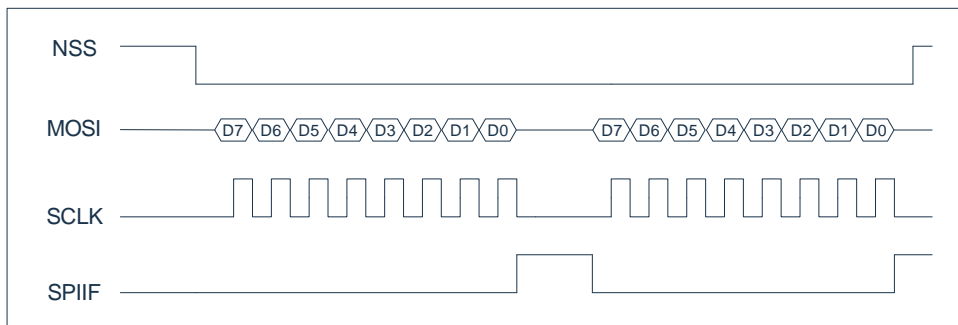 NSS
MOSI D7 D6 D5 D4 D3 D2 D1 D0 D7 D6 D5 D4 D3 D2 D1 D0
SCLK
SPIIF